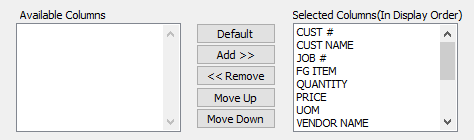 Available Columns
Selected Columns(In Display Order)
Default
Add >>
<< Remove
Move Up
Move Down
CUST #
CUST NAME
JOB #
FG ITEM
QUANTITY
PRICE
UOM
VENDOR NAME